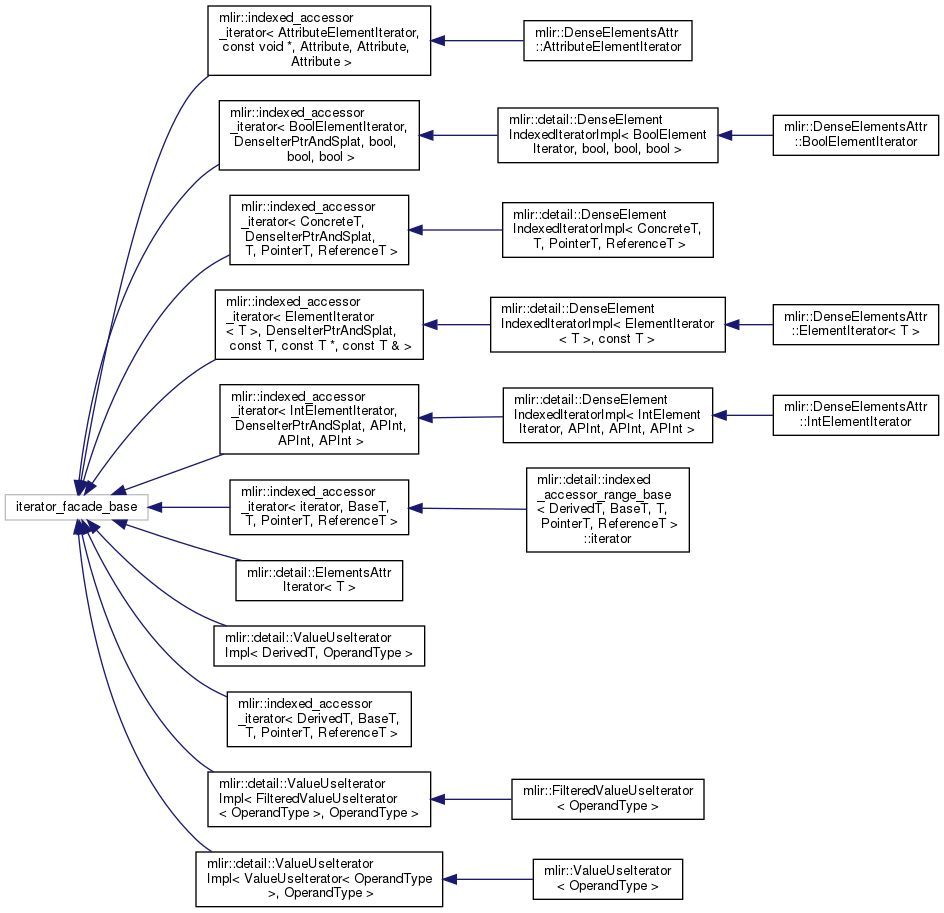 mlir::indexed_accessor
_iterator< AttributeElementIterator,
const void *, Attribute, Attribute,
Attribute >
mlir::DenseElementsAttr
::AttributeElementIterator
mlir::indexed_accessor
_iterator< BoolElementIterator,
DenseIterPtrAndSplat, bool,
bool, bool >
mlir::detail::DenseElement
IndexedIteratorImpl< BoolElement
Iterator, bool, bool, bool >
mlir::DenseElementsAttr
::BoolElementIterator
mlir::indexed_accessor
_iterator< ConcreteT,
DenseIterPtrAndSplat,
T, PointerT, ReferenceT >
mlir::detail::DenseElement
IndexedIteratorImpl< ConcreteT,
T, PointerT, ReferenceT >
mlir::indexed_accessor
_iterator< ElementIterator
< T >, DenseIterPtrAndSplat,
const T, const T *, const T & >
mlir::detail::DenseElement
IndexedIteratorImpl< ElementIterator
< T >, const T >
mlir::DenseElementsAttr
::ElementIterator< T >
mlir::indexed_accessor
_iterator< IntElementIterator,
DenseIterPtrAndSplat, APInt,
APInt, APInt >
mlir::detail::DenseElement
IndexedIteratorImpl< IntElement
Iterator, APInt, APInt, APInt >
mlir::DenseElementsAttr
::IntElementIterator
iterator_facade_base
mlir::indexed_accessor
_iterator< iterator, BaseT,
T, PointerT, ReferenceT >
mlir::detail::indexed
_accessor_range_base
< DerivedT, BaseT, T,
PointerT, ReferenceT >
::iterator
mlir::detail::ElementsAttr
Iterator< T >
mlir::detail::ValueUseIterator
Impl< DerivedT, OperandType >
mlir::indexed_accessor
_iterator< DerivedT, BaseT,
T, PointerT, ReferenceT >
mlir::detail::ValueUseIterator
Impl< FilteredValueUseIterator
< OperandType >, OperandType >
mlir::FilteredValueUseIterator
< OperandType >
mlir::detail::ValueUseIterator
Impl< ValueUseIterator< OperandType
>, OperandType >
mlir::ValueUseIterator
< OperandType >